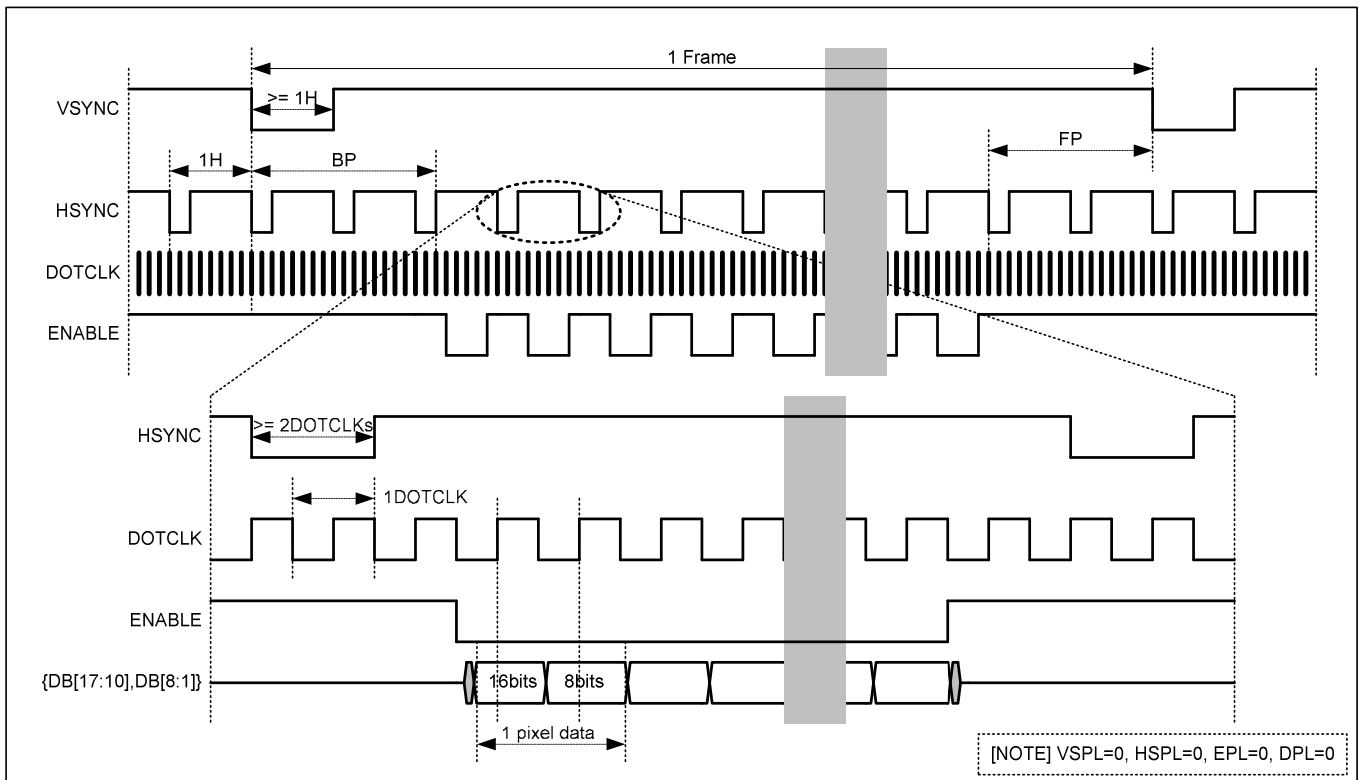 1 Frame
VSYNC
>= 1H
FP
1H
BP
HSYNC
DOTCLK
ENABLE
HSYNC
>= 2DOTCLKs
1DOTCLK
DOTCLK
ENABLE
{DB[17:10],DB[8:1]}
16bits
8bits
1 pixel data
[NOTE] VSPL=0, HSPL=0, EPL=0, DPL=0